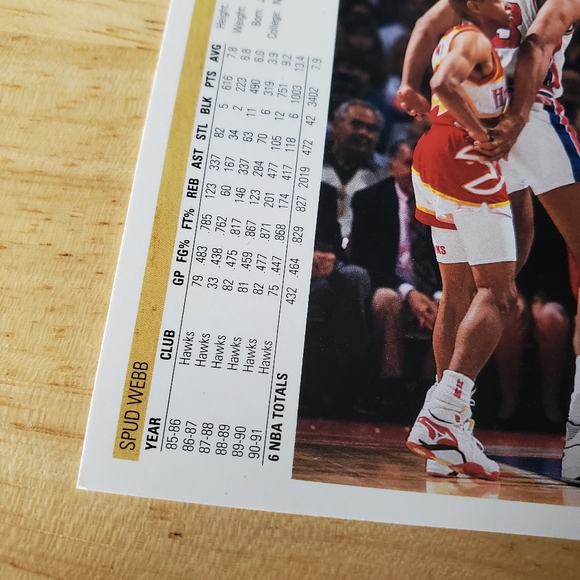 SPUD WEBB
Height:
Weight:
Born:
College:
YEAR CLUB GP FG% FT% REB AST STL BLK PTS AVG
85-86 Hawks 79 .483 .785 123 337 82 5 616 7.8
86-87 Hawks 33 .438 .762 60 167 34 2 223 6.8
87-88 Hawks 82 .475 .817 146 337 63 11 490 6.0
88-89 Hawks 81 .459 .867 123 284 70 6 319 3.9
89-90 Hawks 82 .477 .871 201 477 105 12 751 9.2
90-91 Hawks 75 .447 .868 174 417 118 6 1003 13.4
6 NBA TOTALS 432 .464 .829 827 2019 472 42 3402 7.9